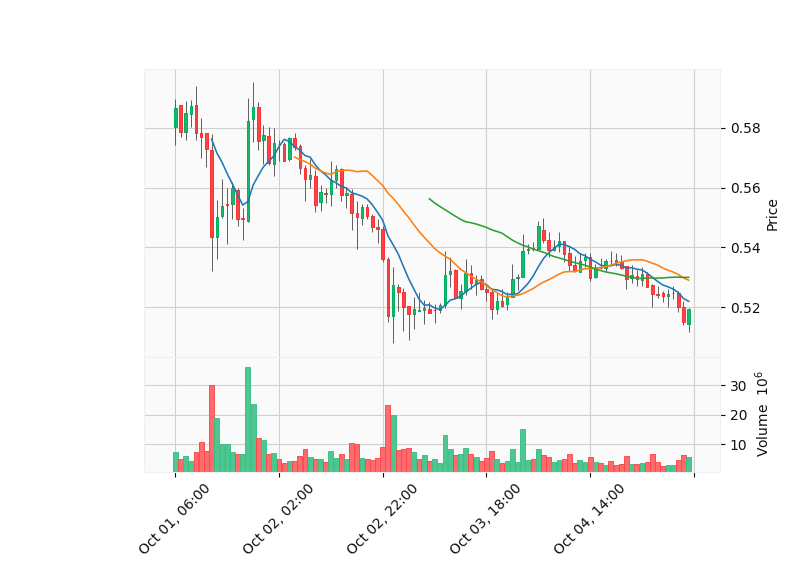 0.58
0.56
0.54
0.52
Price
30
20
10
Volume 10^6
Oct 01, 06:00
Oct 02, 02:00
Oct 02, 22:00
Oct 03, 18:00
Oct 04, 14:00